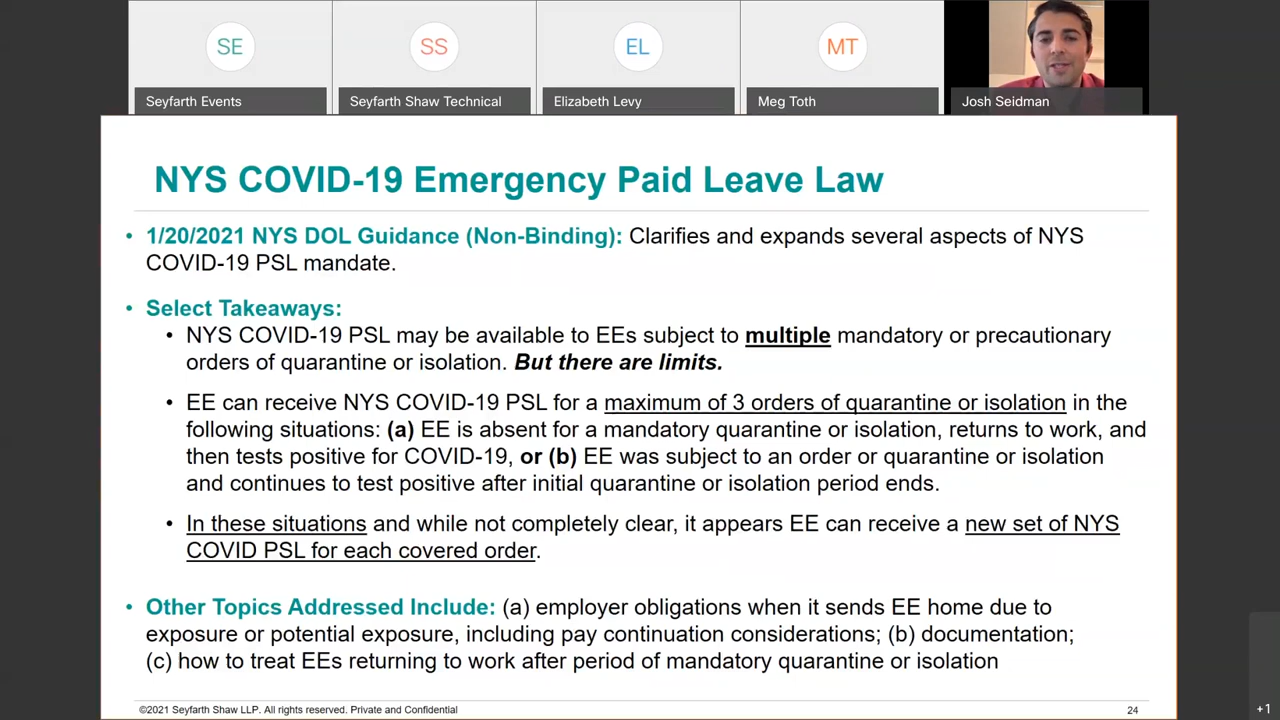 SE
SS
EL
MT
Seyfarth Events
Seyfarth Shaw Technical
Elizabeth Levy
Meg Toth
Josh Seidman
NYS COVID-19 Emergency Paid Leave Law
• 1/20/2021 NYS DOL Guidance (Non-Binding): Clarifies and expands several aspects of NYS
COVID-19 PSL mandate.
• Select Takeaways:
• NYS COVID-19 PSL may be available to EEs subject to multiple mandatory or precautionary
orders of quarantine or isolation. But there are limits.
• EE can receive NYS COVID-19 PSL for a maximum of 3 orders of quarantine or isolation in the
following situations: (a) EE is absent for a mandatory quarantine or isolation, returns to work, and
then tests positive for COVID-19, or (b) EE was subject to an order or quarantine or isolation
and continues to test positive after initial quarantine or isolation period ends.
• In these situations and while not completely clear, it appears EE can receive a new set of NYS
COVID PSL for each covered order.
• Other Topics Addressed Include: (a) employer obligations when it sends EE home due to
exposure or potential exposure, including pay continuation considerations; (b) documentation;
(c) how to treat EEs returning to work after period of mandatory quarantine or isolation
©2021 Seyfarth Shaw LLP. All rights reserved. Private and Confidential
24
+1